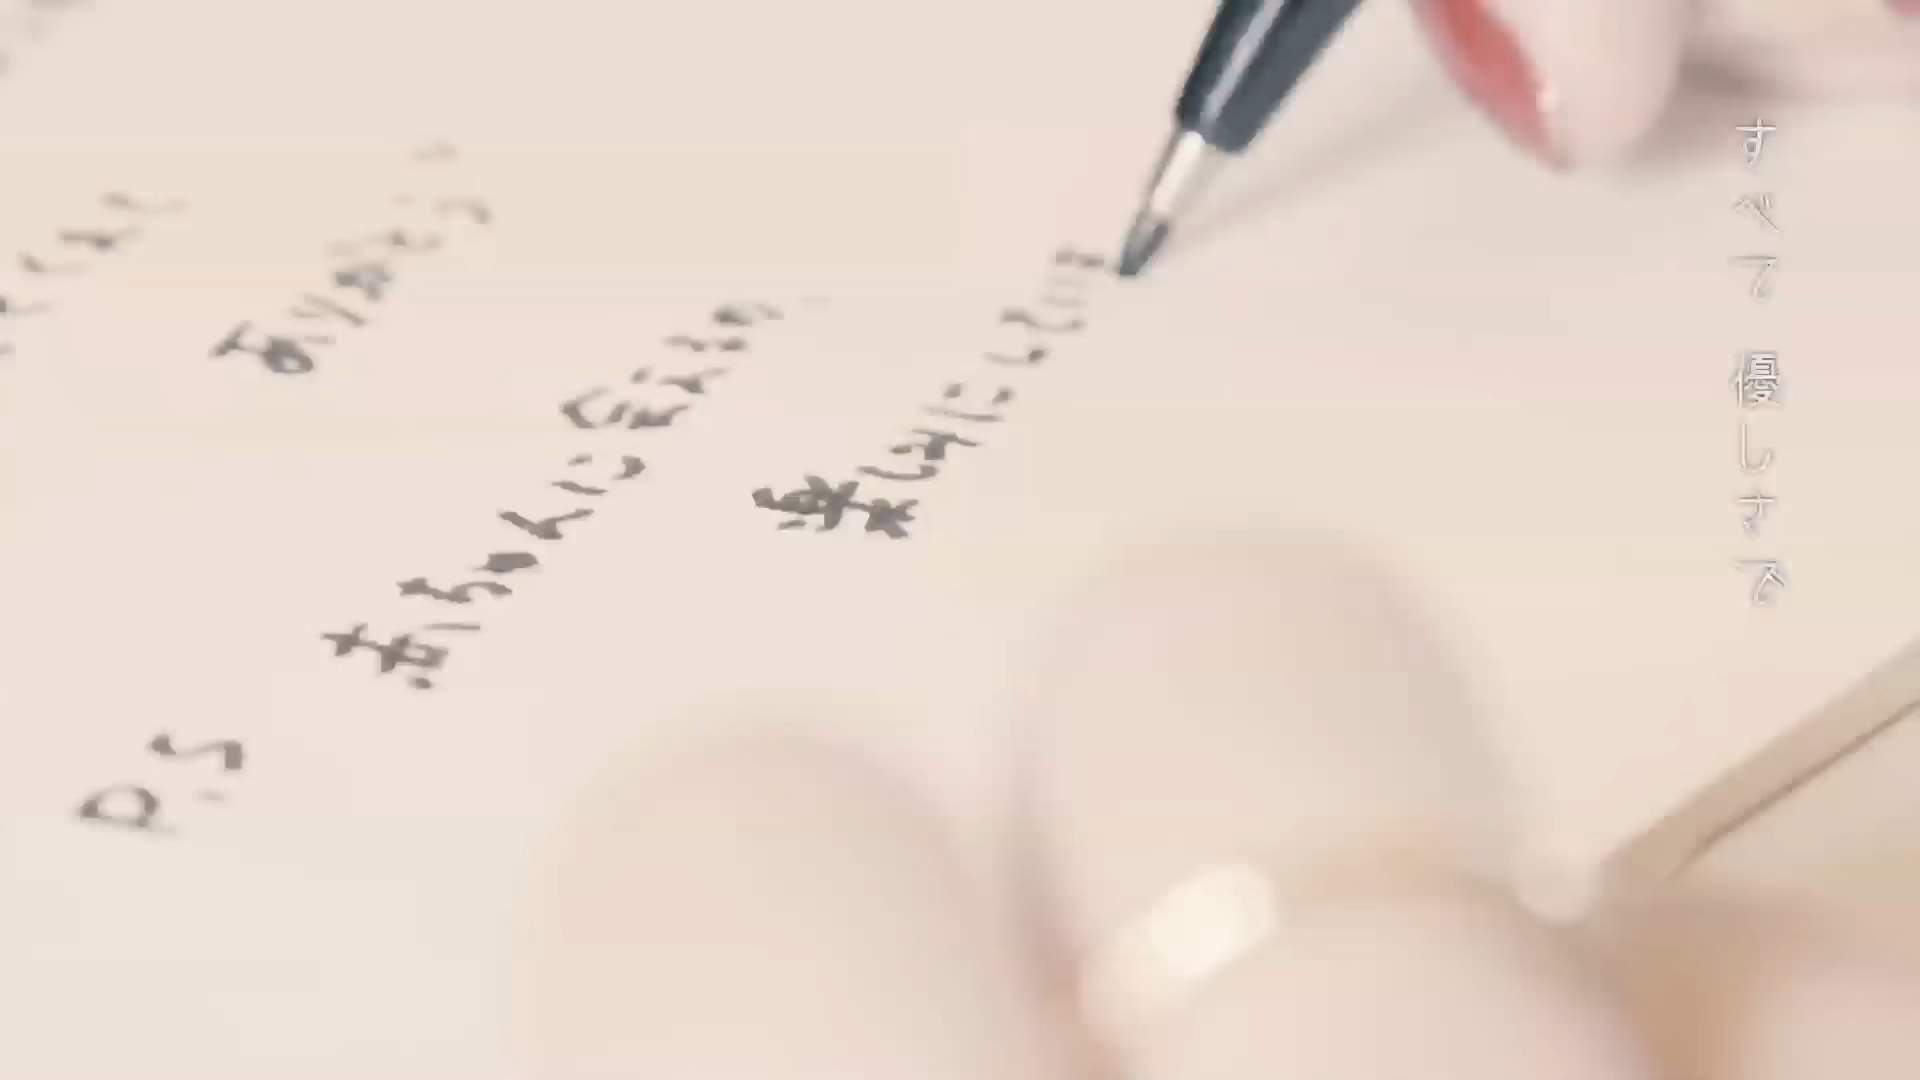 ありがとう
P.S
赤ちゃんに会えるの
楽しみにしてい
すべて 優しさで